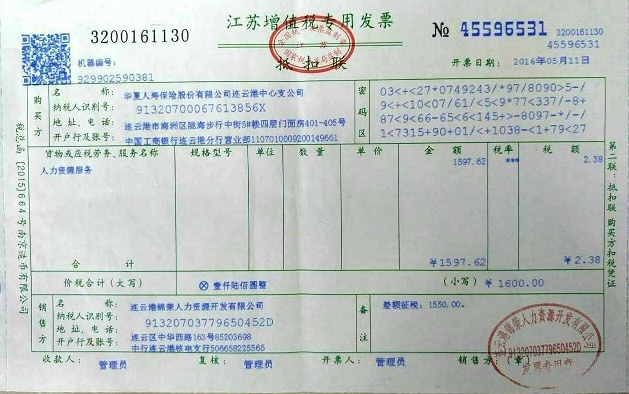 3200161130
江苏增值税专用发票
№ 45596531 3200161130
45596531
抵扣联
机器编号:
929902590381
开票日期: 2016年05月11日
购买方
名 称: 华夏人寿保险股份有限公司连云港中心支公司
纳税人识别号: 91320700067613856X
地 址、电 话: 连云港市海洲区陇海步行中街5#楼四层门面房401-405号
开户行及账号: 中国工商银行连云港分行营业部1107010009200149661
密码区
03<+<27*0749243/*97/8090>5-/
9+<10<07/61/<5<9*77<337/-8+
87<9<66-65<6<145>+-8097-*/-/
1<7315+90+01/<+1038-<1+79<27
货物或应税劳务、服务名称 规格型号 单位 数量 单价 金额 税率 税额
人力资源服务 1597.62 *** 2.38
合 计 ¥1597.62 ¥2.38
价税合计(大写) ⊗ 壹仟陆佰圆整 (小写) ¥ 1600.00
销售方
名 称: 连云港锦荣人力资源开发有限公司
纳税人识别号: 91320703779650452D
地 址、电 话: 连云区中华西路163号85203698
开户行及账号: 中行连云港核电支行506658225565
备注
差额征税: 1550.00.
收款人: 管理员 复核: 管理员 开票人: 管理员 销售方:(章)
税总函[2015]664号南京造币有限公司
第二联:抵扣联 购买方扣税凭证
连云港锦荣人力资源开发有限公司
91320703779650452D
发票专用章